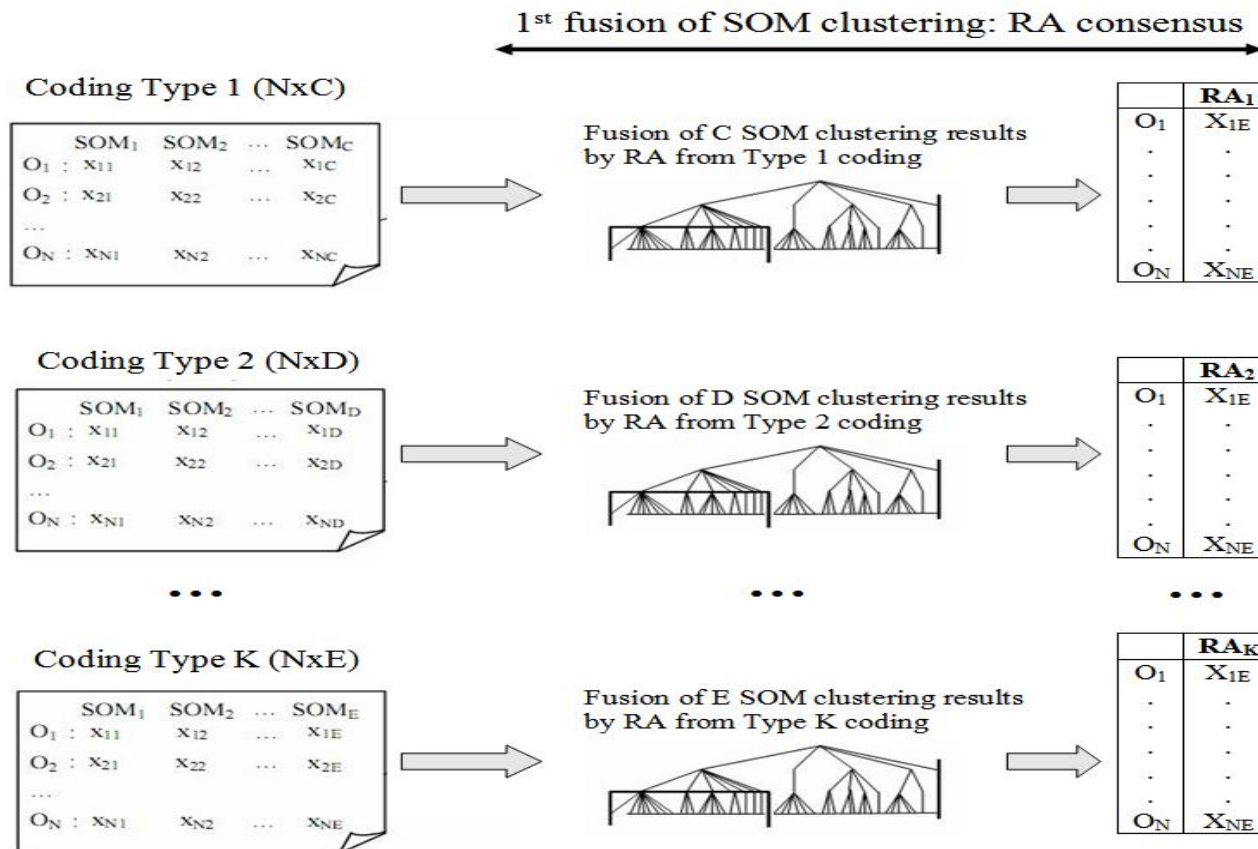 1st fusion of SOM clustering: RA consensus
Coding Type 1 (NxC)
SOM1 SOM2 ... SOMC
O1 : x11 x12 ... x1C
O2 : x21 x22 ... x2C
...
ON : xN1 xN2 ... xNC
Fusion of C SOM clustering results
by RA from Type 1 coding
RA1
O1 X1E
. .
. .
. .
. .
. .
ON XNE
Coding Type 2 (NxD)
SOM1 SOM2 ... SOMD
O1 : x11 x12 ... x1D
O2 : x21 x22 ... x2D
...
ON : xN1 xN2 ... xND
Fusion of D SOM clustering results
by RA from Type 2 coding
RA2
O1 X1E
. .
. .
. .
. .
. .
ON XNE
... ... ...
Coding Type K (NxE)
SOM1 SOM2 ... SOME
O1 : x11 x12 ... x1E
O2 : x21 x22 ... x2E
...
ON : xN1 xN2 ... xNE
Fusion of E SOM clustering results
by RA from Type K coding
RAK
O1 X1E
. .
. .
. .
. .
. .
ON XNE